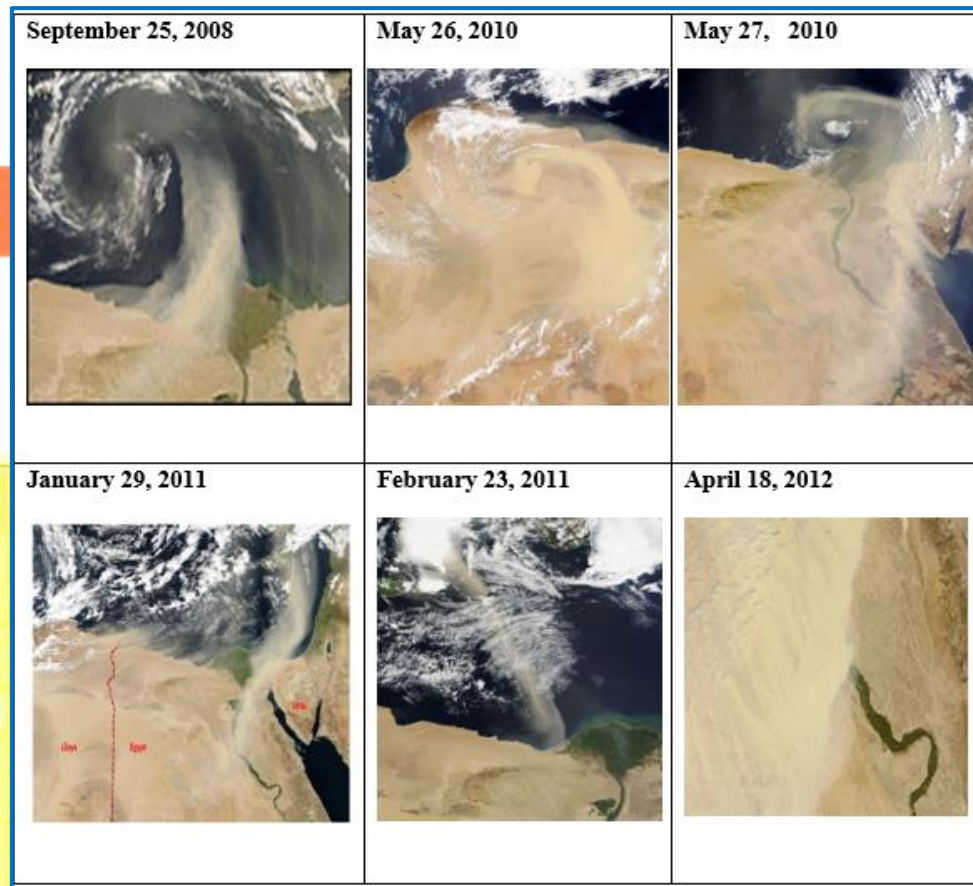 September 25, 2008
May 26, 2010
May 27, 2010
January 29, 2011
February 23, 2011
April 18, 2012
Libya
Egypt